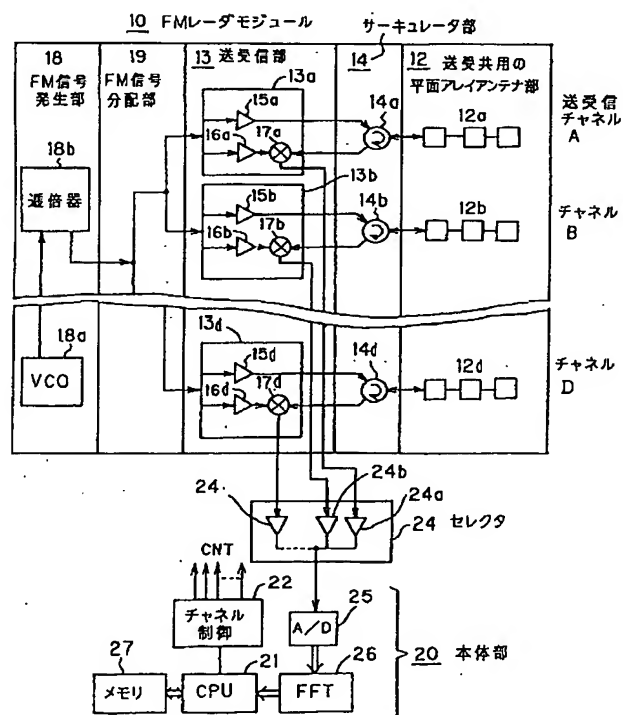 10 FMレーダモジュール
サーキュレータ部
18
FM信号
発生部
19
FM信号
分配部
13 送受信部
14
12 送受共用の
平面アレイアンテナ部
13a
15a
16a
17a
14a
12a
送受信
チャネル
A
18b
逓倍器
13b
15b
16b
17b
14b
12b
チャネル
B
13d
15d
16d
17d
14d
12d
チャネル
D
18a
VCO
24
24b
24a
24 セレクタ
CNT
22
チャネル
制御
25
A/D
20 本体部
27
メモリ
21
CPU
26
FFT